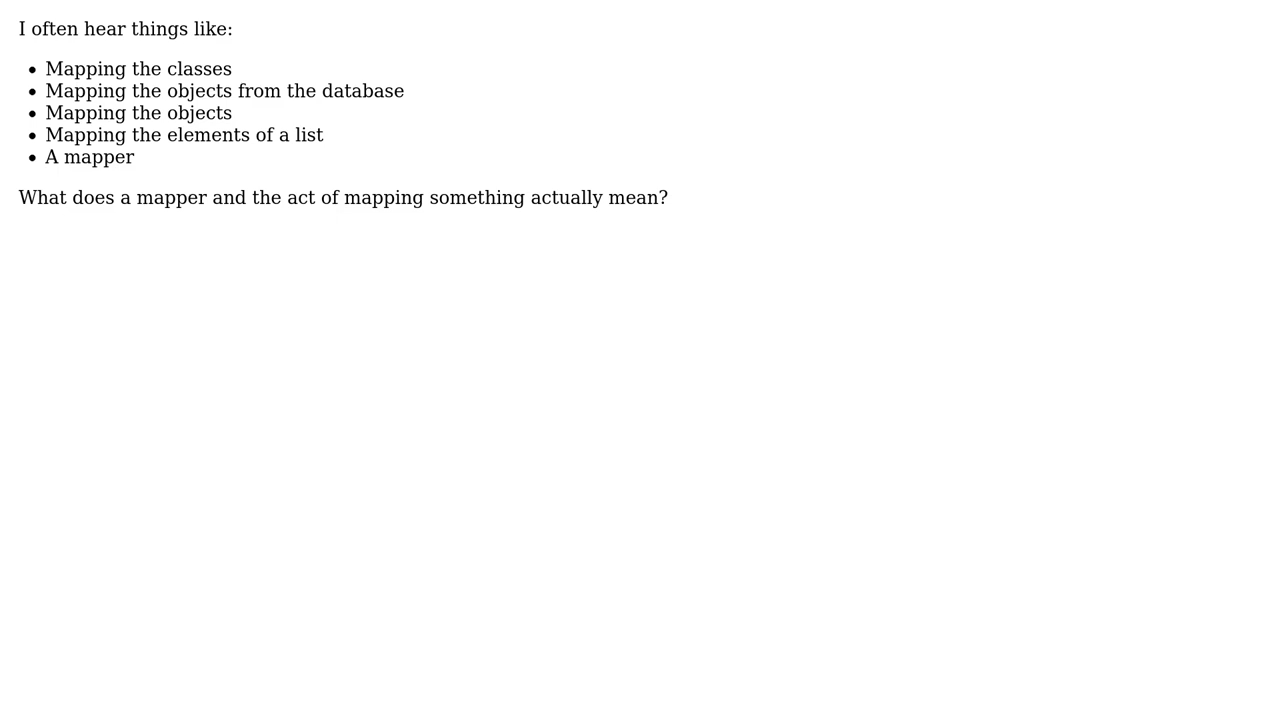 I often hear things like:
• Mapping the classes
• Mapping the objects from the database
• Mapping the objects
• Mapping the elements of a list
• A mapper
What does a mapper and the act of mapping something actually mean?